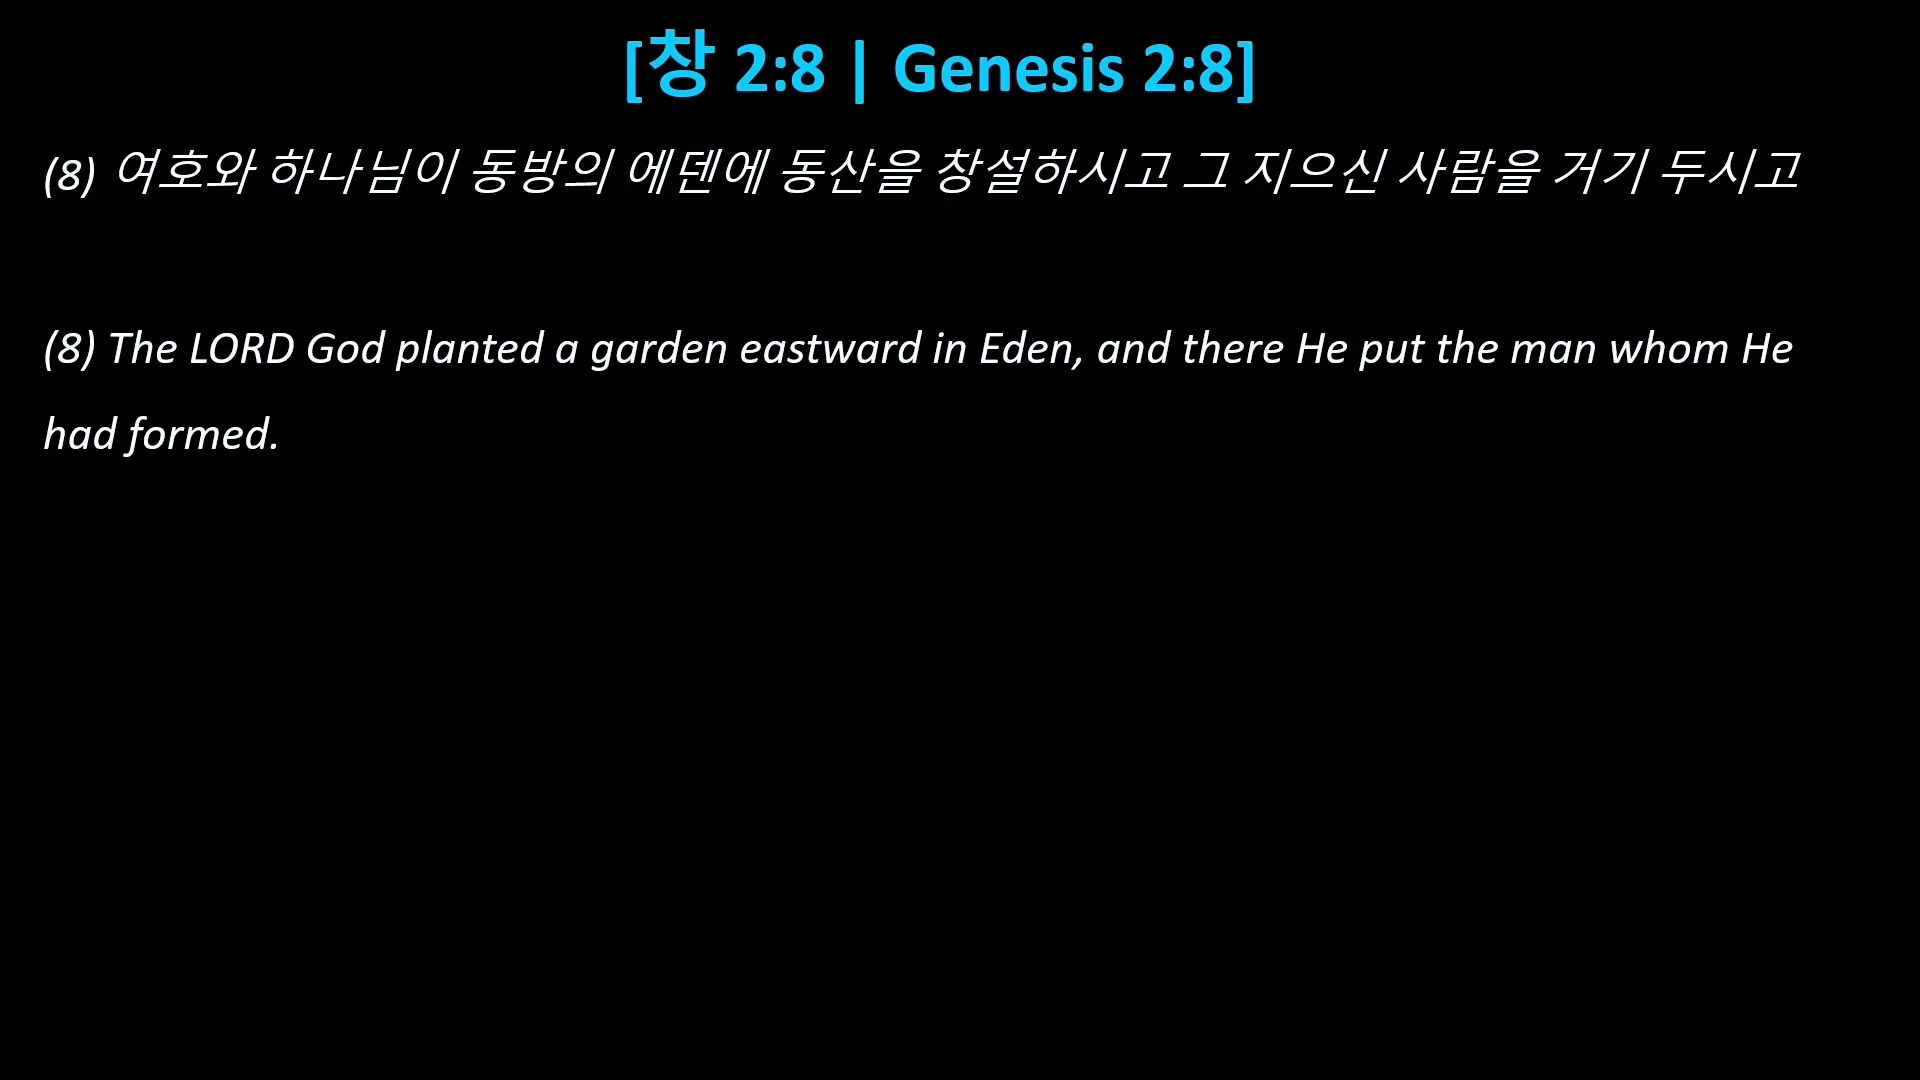 [창 2:8 | Genesis 2:8]
(8) 여호와 하나님이 동방의 에덴에 동산을 창설하시고 그 지으신 사람을 거기 두시고
(8) The LORD God planted a garden eastward in Eden, and there He put the man whom He
had formed.